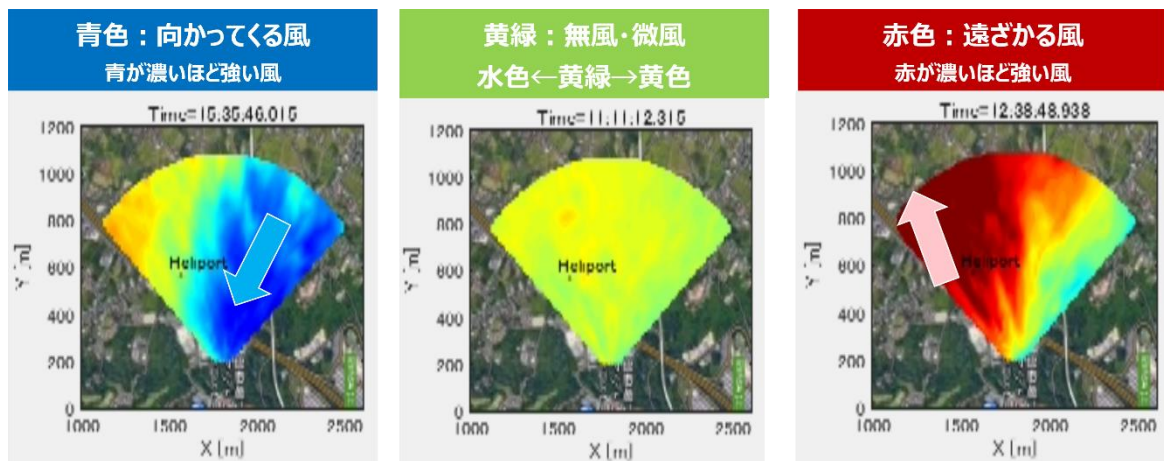 青色：向かってくる風
青が濃いほど強い風
黄緑：無風・微風
水色←黄緑→黄色
赤色：遠ざかる風
赤が濃いほど強い風
Time=15:35:46.015
1200
1000
800
600
400
200
0
Y [m]
Heliport
1000
1500
2000
2500
X [m]
Time=11:11:12.315
1200
1000
800
600
400
200
0
Y [m]
Heliport
1000
1500
2000
2500
X [m]
Time=12:38:48.938
1200
1000
800
600
400
200
0
Y [m]
Heliport
1000
1500
2000
2500
X [m]